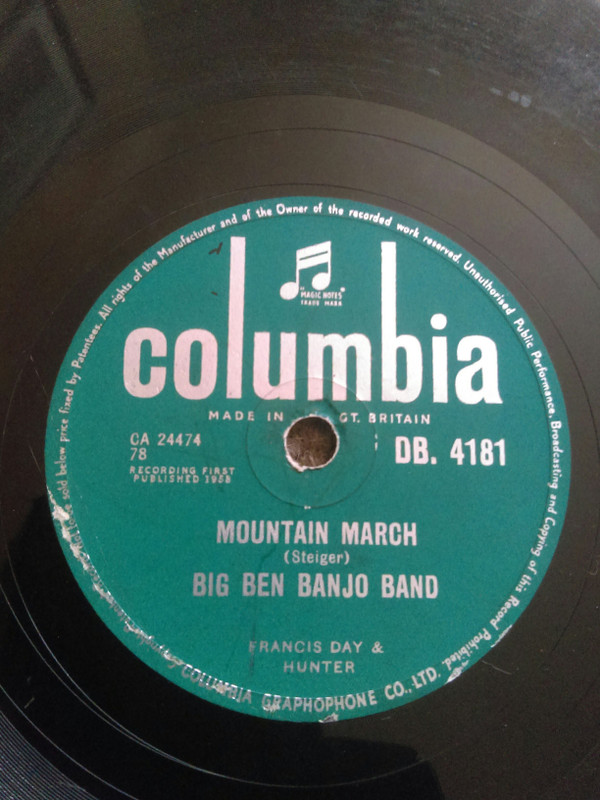 All rights of the Manufacturer and of the Owner of the recorded work reserved. Unauthorised Public Performance, Broadcasting and Copying of this Record Prohibited.
"MAGIC NOTES"
TRADE MARK
columbia
MADE IN GT. BRITAIN
CA 24474
78
DB. 4181
RECORDING FIRST
PUBLISHED 1958
MOUNTAIN MARCH
(Steiger)
BIG BEN BANJO BAND
FRANCIS DAY &
HUNTER
COLUMBIA GRAPHOPHONE CO., LTD.
sold below price fixed by Patentees.